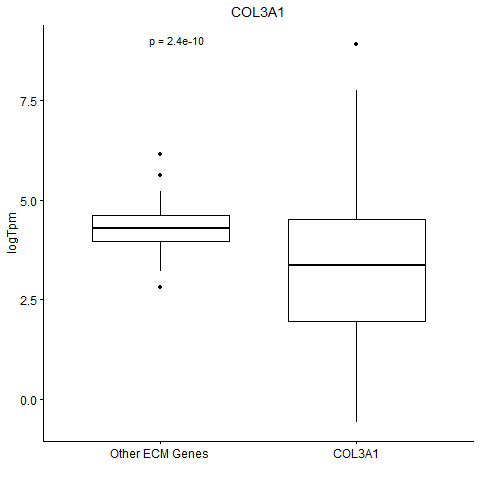 COL3A1
p = 2.4e-10
logTpm
7.5
5.0
2.5
0.0
Other ECM Genes
COL3A1